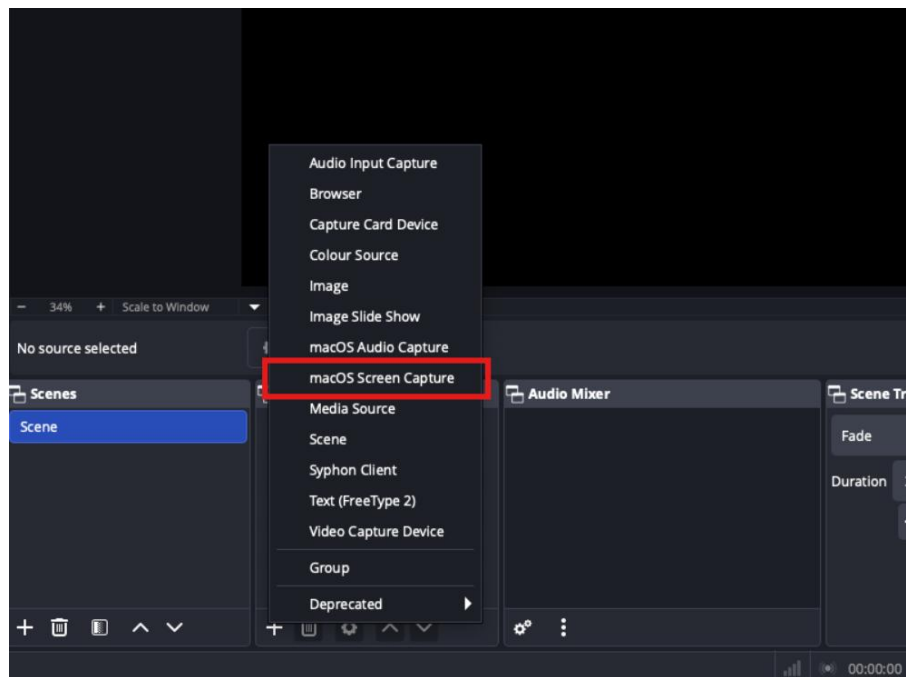 Audio Input Capture
Browser
Capture Card Device
Colour Source
Image
Image Slide Show
macOS Audio Capture
macOS Screen Capture
Media Source
Scene
Syphon Client
Text (FreeType 2)
Video Capture Device
Group
Deprecated
− 34% + Scale to Window
No source selected
Scenes
Scene
Audio Mixer
Scene Tr
Fade
Duration
00:00:00